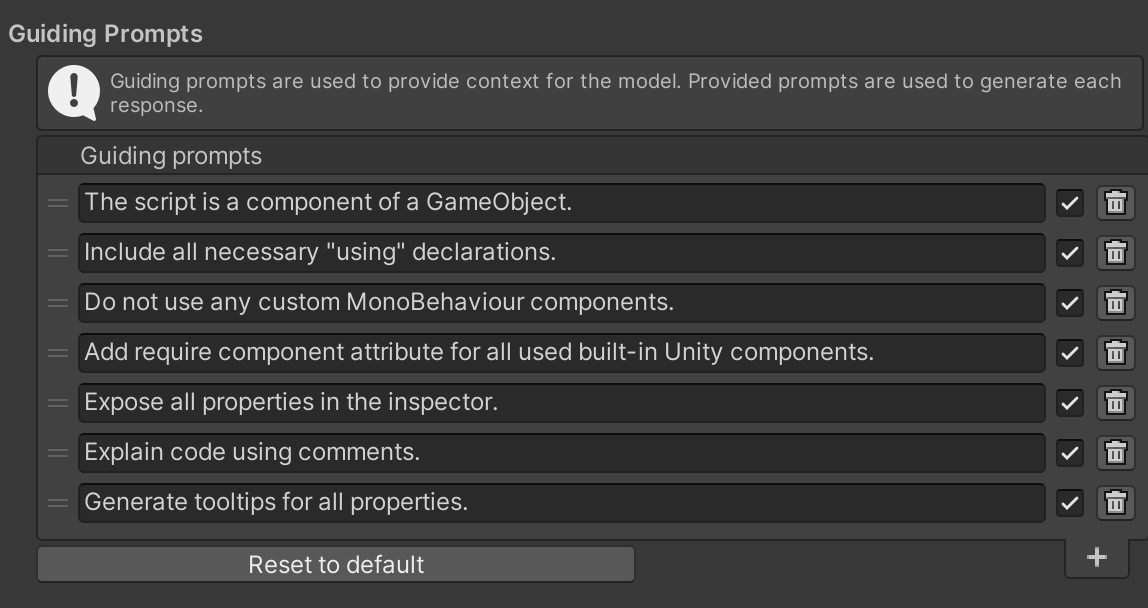 Guiding Prompts
Guiding prompts are used to provide context for the model. Provided prompts are used to generate each
response.
Guiding prompts
The script is a component of a GameObject.
Include all necessary "using" declarations.
Do not use any custom MonoBehaviour components.
Add require component attribute for all used built-in Unity components.
Expose all properties in the inspector.
Explain code using comments.
Generate tooltips for all properties.
Reset to default